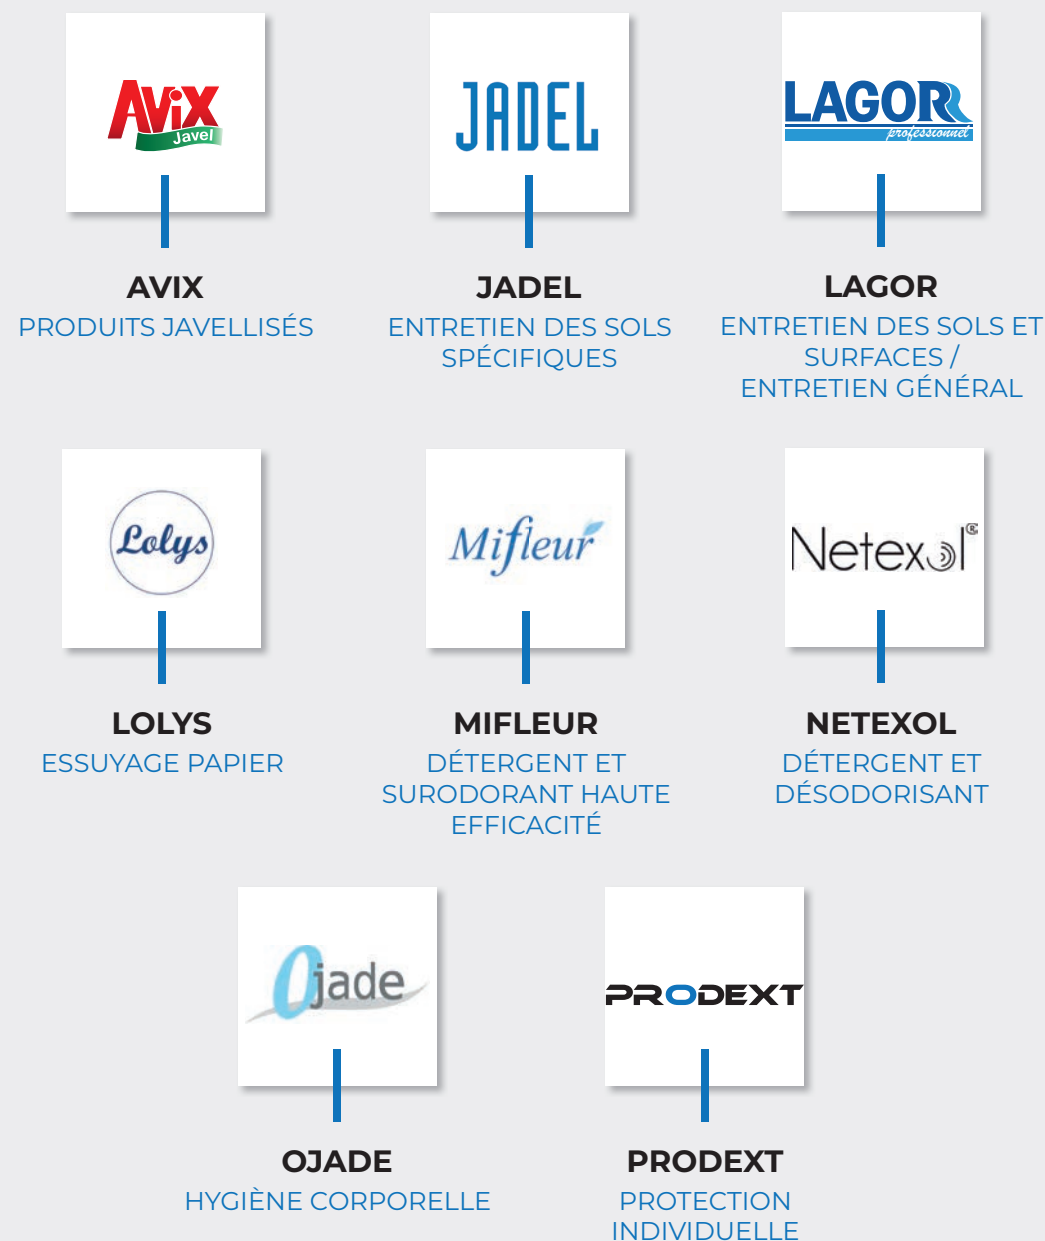 AViX
Javel
JADEL
LAGOR
professionnel
AVIX
PRODUITS JAVELLISÉS
JADEL
ENTRETIEN DES SOLS
SPÉCIFIQUES
LAGOR
ENTRETIEN DES SOLS ET
SURFACES /
ENTRETIEN GÉNÉRAL
Lolys
Mifleur
Netexol®
LOLYS
ESSUYAGE PAPIER
MIFLEUR
DÉTERGENT ET
SURODORANT HAUTE
EFFICACITÉ
NETEXOL
DÉTERGENT ET
DÉSODORISANT
Ojade
PRODEXT
OJADE
HYGIÈNE CORPORELLE
PRODEXT
PROTECTION
INDIVIDUELLE